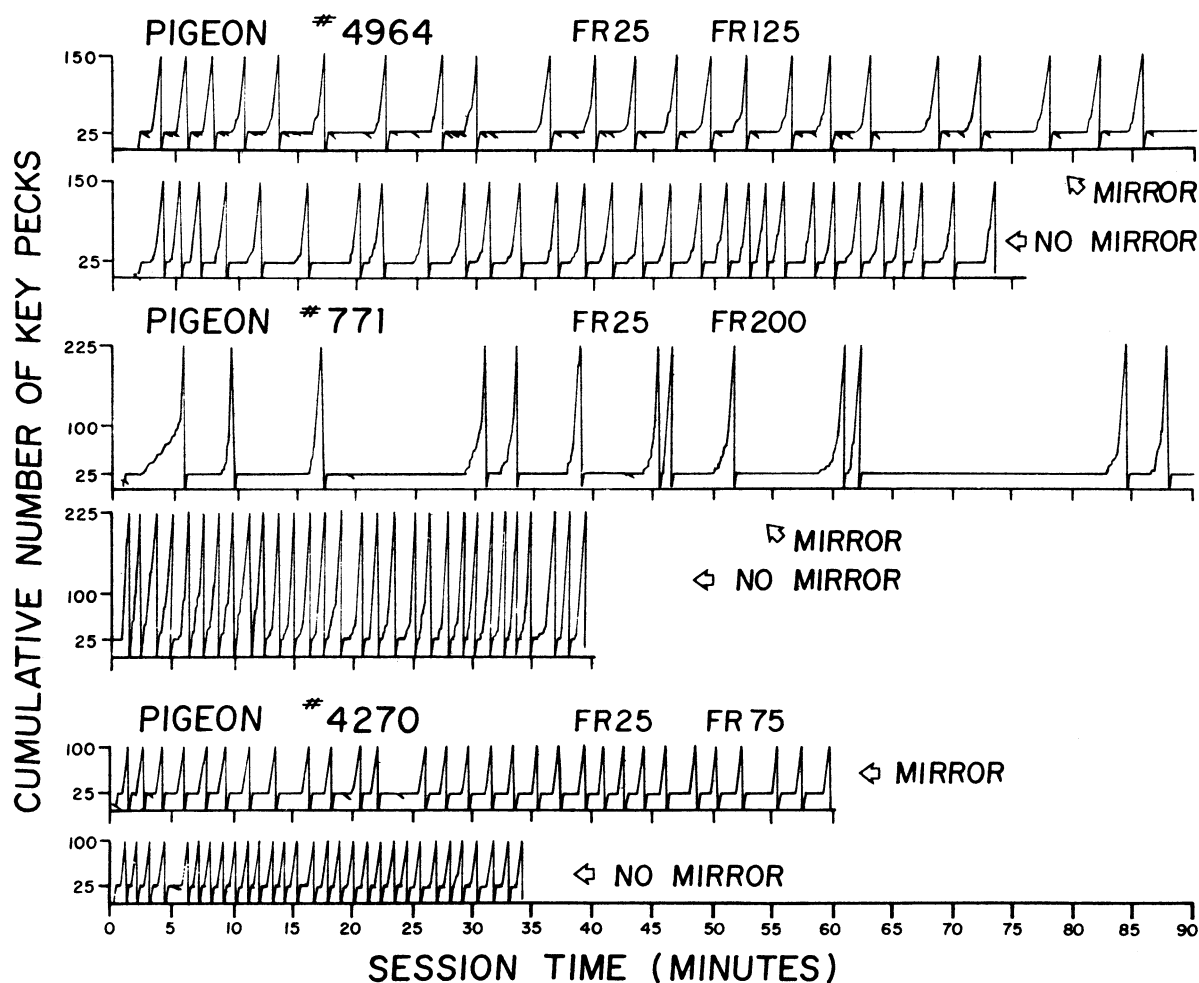 PIGEON #4964 FR25 FR125
150
25
MIRROR
150
25
NO MIRROR
PIGEON #771 FR25 FR200
225
100
25
MIRROR
225
100
25
NO MIRROR
PIGEON #4270 FR25 FR75
100
25
MIRROR
100
25
NO MIRROR
0 5 10 15 20 25 30 35 40 45 50 55 60 65 70 75 80 85 90
SESSION TIME (MINUTES)
CUMULATIVE NUMBER OF KEY PECKS